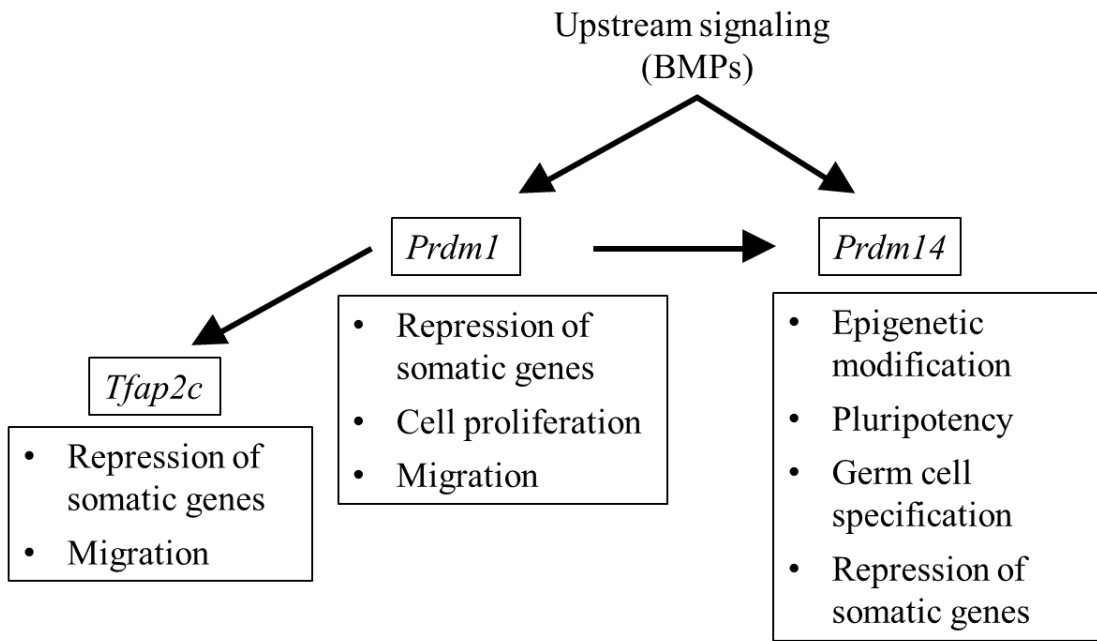 Upstream signaling
(BMPs)
Prdm1
Prdm14
• Repression of
somatic genes
• Cell proliferation
• Migration
• Epigenetic
modification
• Pluripotency
• Germ cell
specification
• Repression of
somatic genes
Tfap2c
• Repression of
somatic genes
• Migration